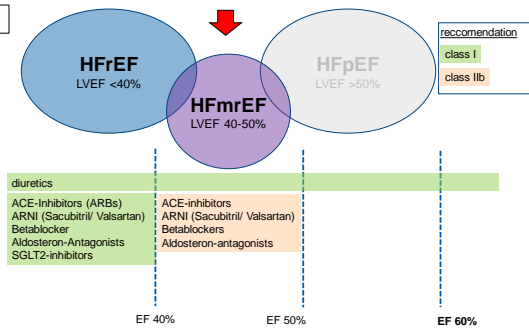 HFrEF
LVEF <40%
HFmrEF
LVEF 40-50%
HFpEF
LVEF >50%
reccomendation
class I
class IIb
diuretics
ACE-Inhibitors (ARBs)
ARNI (Sacubitril/ Valsartan)
Betablocker
Aldosteron-Antagonists
SGLT2-inhibitors
ACE-inhibitors
ARNI (Sacubitril/ Valsartan)
Betablockers
Aldosteron-antagonists
EF 40%
EF 50%
EF 60%